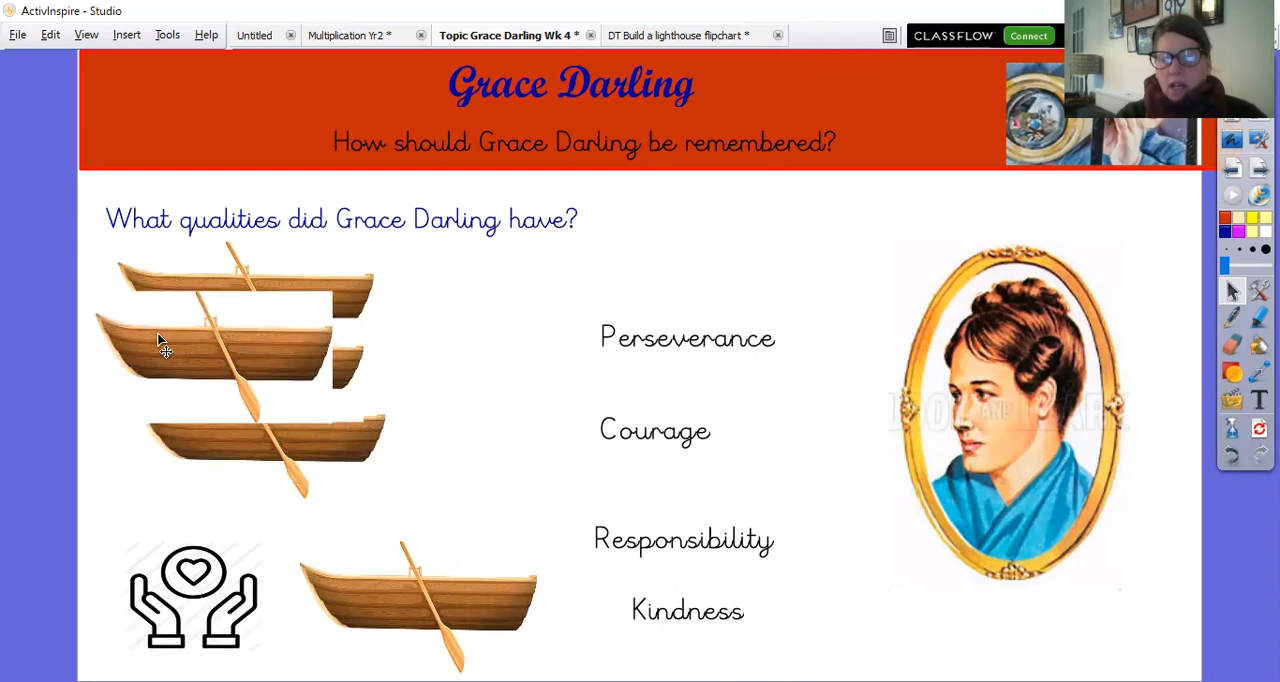 ActivInspire - Studio
File Edit View Insert Tools Help Untitled Multiplication Yr2 * Topic Grace Darling Wk 4 * DT Build a lighthouse flipchart * CLASSFLOW Connect
Grace Darling
How should Grace Darling be remembered?
What qualities did Grace Darling have?
Perseverance
Courage
Responsibility
Kindness
AND LEARN